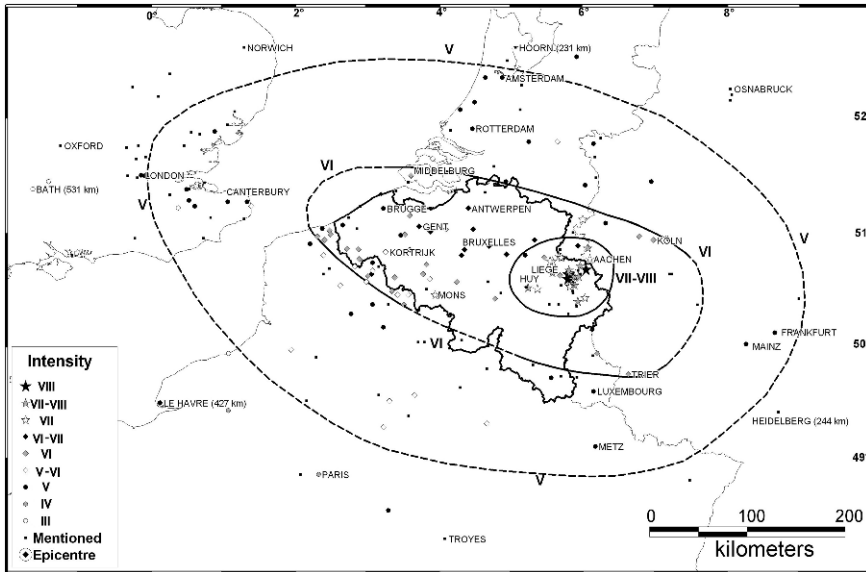 0°
2°
4°
6°
8°
NORWICH
V
HOORN (231 km)
AMSTERDAM
OSNABRUCK
52°
ROTTERDAM
OXFORD
VI
MIDDELBURG
LONDON
BATH (531 km)
CANTERBURY
V
BRUGGE
ANTWERPEN
51°
GENT
KÖLN
VI
V
KORTRIJK
BRUXELLES
AACHEN
LIEGE
VII-VIII
HUY
MONS
VI
FRANKFURT
50°
MAINZ
TRIER
LE HAVRE (427 km)
LUXEMBOURG
HEIDELBERG (244 km)
METZ
49°
PARIS
V
TROYES
Intensity
VIII
VII-VIII
VII
VI-VII
VI
V-VI
V
IV
III
Mentioned
Epicentre
0 100 200
kilometers